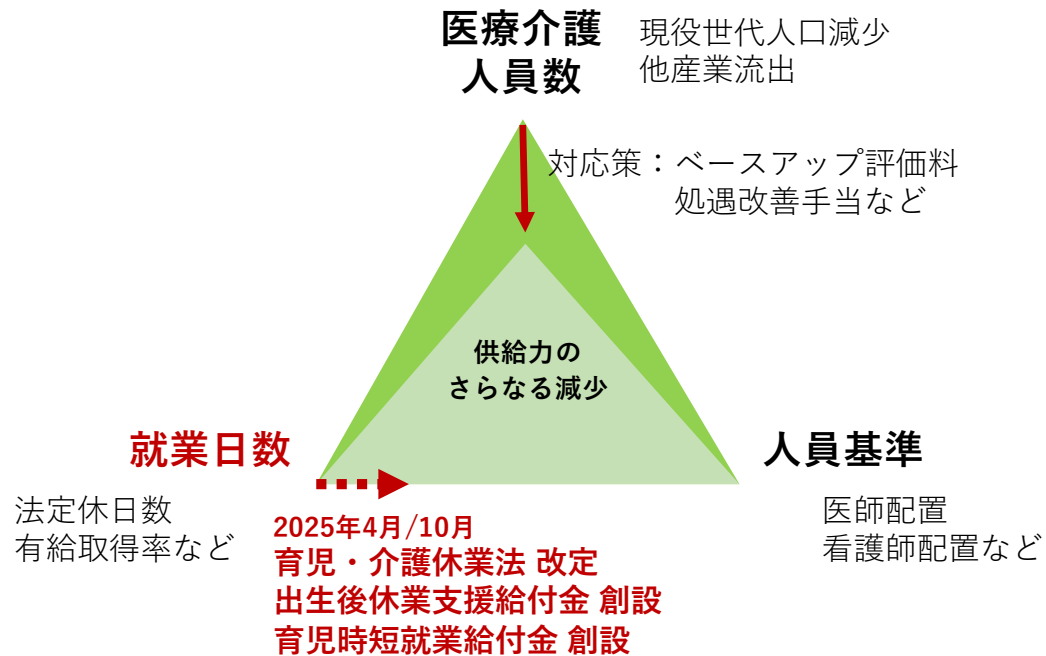 医療介護
人員数
現役世代人口減少
他産業流出
対応策：ベースアップ評価料
処遇改善手当など
供給力の
さらなる減少
就業日数
人員基準
法定休日数
有給取得率など
2025年4月/10月
育児・介護休業法 改定
出生後休業支援給付金 創設
育児時短就業給付金 創設
医師配置
看護師配置など